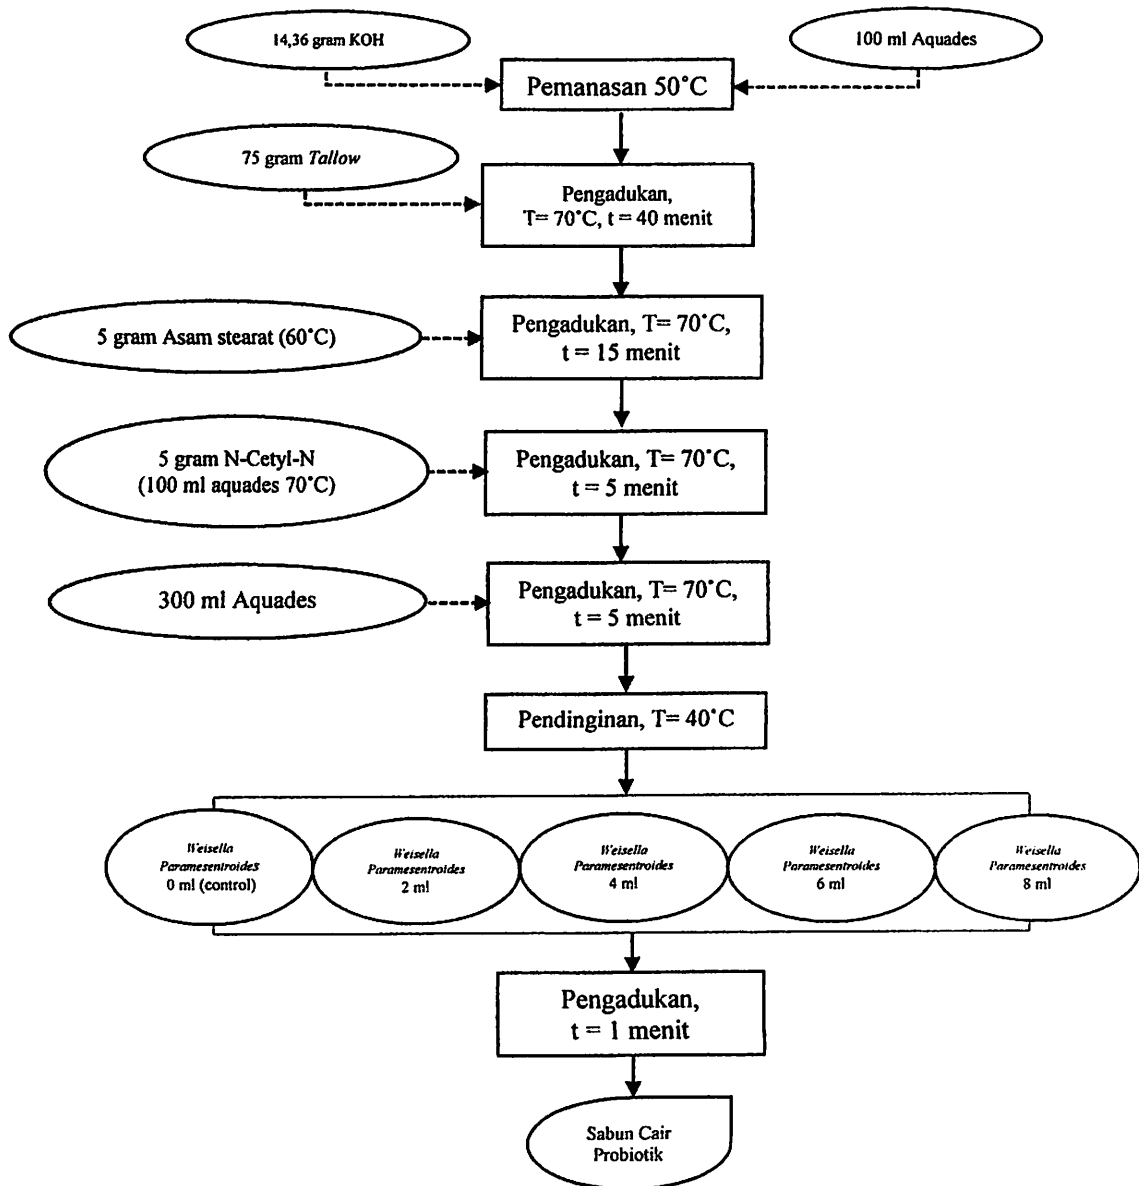 14,36 gram KOH
100 ml Aquades
Pemanasan 50°C
75 gram Tallow
Pengadukan,
T= 70°C, t = 40 menit
5 gram Asam stearat (60°C)
Pengadukan, T= 70°C,
t = 15 menit
5 gram N-Cetyl-N
(100 ml aquades 70°C)
Pengadukan, T= 70°C,
t = 5 menit
300 ml Aquades
Pengadukan, T= 70°C,
t = 5 menit
Pendinginan, T= 40°C
Weisella
Paramesentroides
0 ml (control)
Weisella
Paramesentroides
2 ml
Weisella
Paramesentroides
4 ml
Weisella
Paramesentroides
6 ml
Weisella
Paramesentroides
8 ml
Pengadukan,
t = 1 menit
Sabun Cair
Probiotik